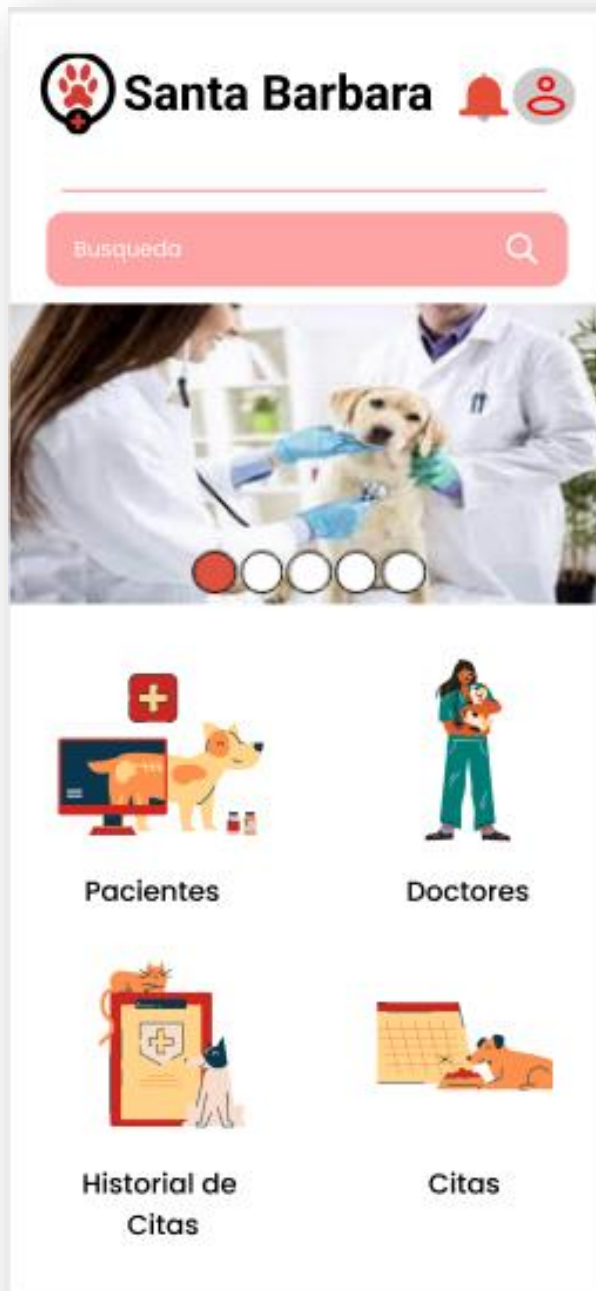 Santa Barbara
Busqueda
Pacientes
Doctores
Historial de
Citas
Citas